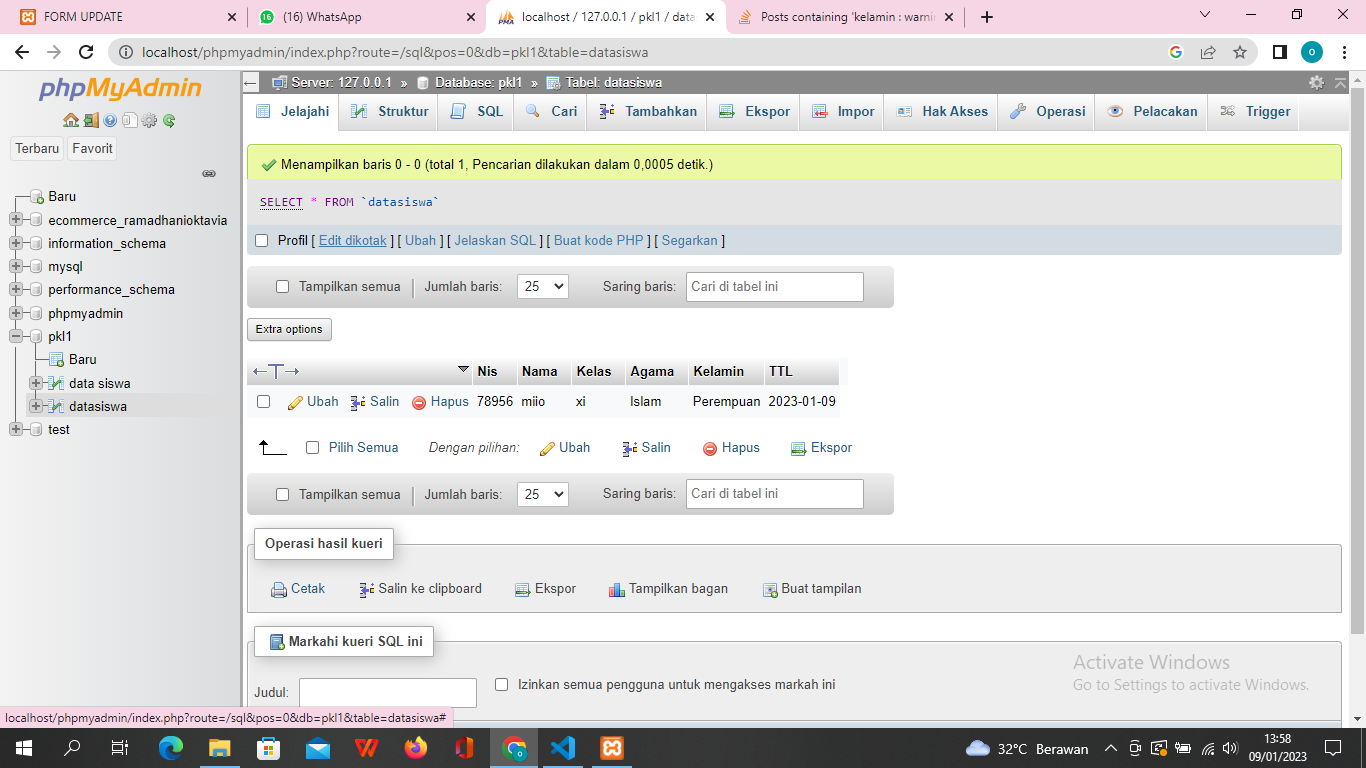 FORM UPDATE
(16) WhatsApp
localhost / 127.0.0.1 / pkl1 / data
Posts containing 'kelamin : warni
localhost/phpmyadmin/index.php?route=/sql&pos=0&db=pkl1&table=datasiswa
phpMyAdmin
Terbaru Favorit
Baru
ecommerce_ramadhanioktavia
information_schema
mysql
performance_schema
phpmyadmin
pkl1
Baru
data siswa
datasiswa
test
Server: 127.0.0.1 » Database: pkl1 » Tabel: datasiswa
Jelajahi Struktur SQL Cari Tambahkan Ekspor Impor Hak Akses Operasi Pelacakan Trigger
Menampilkan baris 0 - 0 (total 1, Pencarian dilakukan dalam 0,0005 detik.)
SELECT * FROM `datasiswa`
Profil [ Edit dikotak ] [ Ubah ] [ Jelaskan SQL ] [ Buat kode PHP ] [ Segarkan ]
Tampilkan semua Jumlah baris: 25 Saring baris: Cari di tabel ini
Extra options
Nis Nama Kelas Agama Kelamin TTL
Ubah Salin Hapus 78956 miio xi Islam Perempuan 2023-01-09
Pilih Semua Dengan pilihan: Ubah Salin Hapus Ekspor
Tampilkan semua Jumlah baris: 25 Saring baris: Cari di tabel ini
Operasi hasil kueri
Cetak Salin ke clipboard Ekspor Tampilkan bagan Buat tampilan
Markahi kueri SQL ini
Judul: Izinkan semua pengguna untuk mengakses markah ini
Activate Windows
Go to Settings to activate Windows.
localhost/phpmyadmin/index.php?route=/sql&pos=0&db=pkl1&table=datasiswa#
32°C Berawan
13:58
09/01/2023